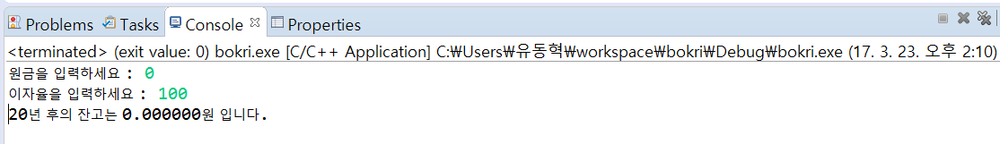 Problems Tasks Console Properties
<terminated> (exit value: 0) bokri.exe [C/C++ Application] C:₩Users₩유동혁₩workspace₩bokri₩Debug₩bokri.exe (17. 3. 23. 오후 2:10)
원금을 입력하세요 : 0
이자율을 입력하세요 : 100
20년 후의 잔고는 0.000000원 입니다.